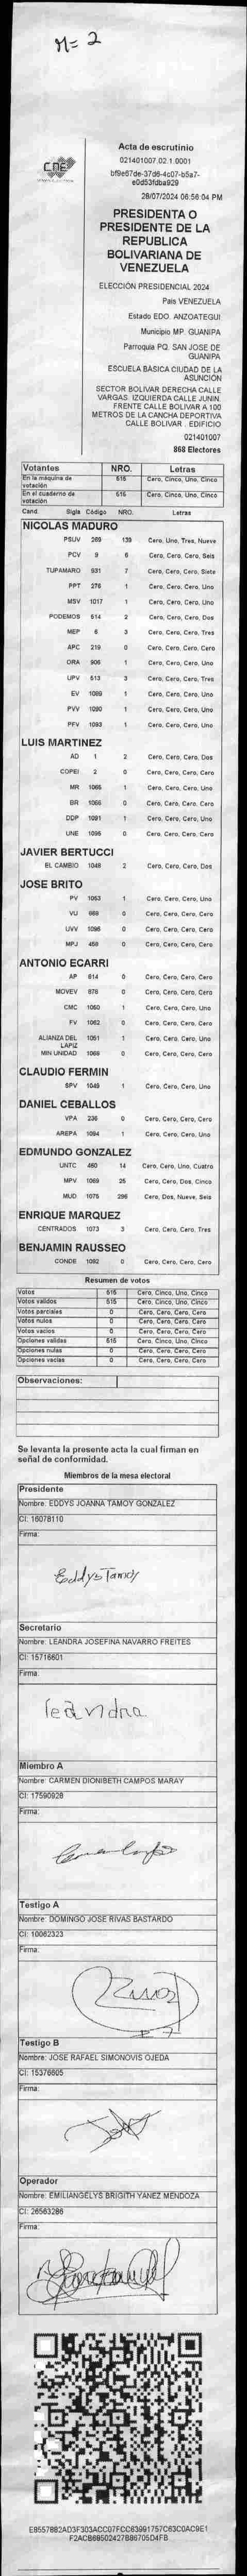 M= 2
CNE
Acta de escrutinio
021401007.02.1.0001
bf9e67de-37d6-4c07-b5a7-
e0d53fdba929
28/07/2024 06:56:04 PM
PRESIDENTA O
PRESIDENTE DE LA
REPUBLICA
BOLIVARIANA DE
VENEZUELA
ELECCIÓN PRESIDENCIAL 2024
Pais VENEZUELA
Estado EDO. ANZOATEGUI
Municipio MP. GUANIPA
Parroquia PQ. SAN JOSE DE
GUANIPA
ESCUELA BÁSICA CIUDAD DE LA
ASUNCIÓN
SECTOR BOLIVAR DERECHA CALLE
VARGAS. IZQUIERDA CALLE JUNIN.
FRENTE CALLE BOLIVAR A 100
METROS DE LA CANCHA DEPORTIVA
CALLE BOLIVAR . EDIFICIO
021401007
868 Electores
Votantes NRO. Letras
En la máquina de votación 515 Cero, Cinco, Uno, Cinco
En el cuaderno de votación 515 Cero, Cinco, Uno, Cinco
Cand. Sigla Código NRO. Letras
NICOLAS MADURO
PSUV 269 139 Cero, Uno, Tres, Nueve
PCV 9 6 Cero, Cero, Cero, Seis
TUPAMARO 931 7 Cero, Cero, Cero, Siete
PPT 276 1 Cero, Cero, Cero, Uno
MSV 1017 1 Cero, Cero, Cero, Uno
PODEMOS 514 2 Cero, Cero, Cero, Dos
MEP 6 3 Cero, Cero, Cero, Tres
APC 219 0 Cero, Cero, Cero, Cero
ORA 906 1 Cero, Cero, Cero, Uno
UPV 513 3 Cero, Cero, Cero, Tres
EV 1089 1 Cero, Cero, Cero, Uno
PVV 1090 1 Cero, Cero, Cero, Uno
PFV 1093 1 Cero, Cero, Cero, Uno
LUIS MARTINEZ
AD 1 2 Cero, Cero, Cero, Dos
COPEI 2 0 Cero, Cero, Cero, Cero
MR 1065 1 Cero, Cero, Cero, Uno
BR 1066 0 Cero, Cero, Cero, Cero
DDP 1091 1 Cero, Cero, Cero, Uno
UNE 1095 0 Cero, Cero, Cero, Cero
JAVIER BERTUCCI
EL CAMBIO 1048 2 Cero, Cero, Cero, Dos
JOSE BRITO
PV 1053 1 Cero, Cero, Cero, Uno
VU 669 0 Cero, Cero, Cero, Cero
UVV 1096 0 Cero, Cero, Cero, Cero
MPJ 458 0 Cero, Cero, Cero, Cero
ANTONIO ECARRI
AP 814 0 Cero, Cero, Cero, Cero
MOVEV 876 0 Cero, Cero, Cero, Cero
CMC 1050 1 Cero, Cero, Cero, Uno
FV 1062 0 Cero, Cero, Cero, Cero
ALIANZA DEL LAPIZ 1051 1 Cero, Cero, Cero, Uno
MIN UNIDAD 1068 0 Cero, Cero, Cero, Cero
CLAUDIO FERMIN
SPV 1049 1 Cero, Cero, Cero, Uno
DANIEL CEBALLOS
VPA 236 0 Cero, Cero, Cero, Cero
AREPA 1094 1 Cero, Cero, Cero, Uno
EDMUNDO GONZALEZ
UNTC 460 14 Cero, Cero, Uno, Cuatro
MPV 1069 25 Cero, Cero, Dos, Cinco
MUD 1075 296 Cero, Dos, Nueve, Seis
ENRIQUE MARQUEZ
CENTRADOS 1073 3 Cero, Cero, Cero, Tres
BENJAMIN RAUSSEO
CONDE 1092 0 Cero, Cero, Cero, Cero
Resumen de votos
Votos 515 Cero, Cinco, Uno, Cinco
Votos validos 515 Cero, Cinco, Uno, Cinco
Votos parciales 0 Cero, Cero, Cero, Cero
Votos nulos 0 Cero, Cero, Cero, Cero
Votos vacios 0 Cero, Cero, Cero, Cero
Opciones validas 515 Cero, Cinco, Uno, Cinco
Opciones nulas 0 Cero, Cero, Cero, Cero
Opciones vacias 0 Cero, Cero, Cero, Cero
Observaciones:
Se levanta la presente acta la cual firman en
señal de conformidad.
Miembros de la mesa electoral
Presidente
Nombre: EDDYS JOANNA TAMOY GONZALEZ
CI: 16078110
Firma:
Eddys Tamoy
Secretario
Nombre: LEANDRA JOSEFINA NAVARRO FREITES
CI: 15716601
Firma:
leandra
Miembro A
Nombre: CARMEN DIONIBETH CAMPOS MARAY
CI: 17590928
Firma:
Testigo A
Nombre: DOMINGO JOSE RIVAS BASTARDO
CI: 10062323
Firma:
Testigo B
Nombre: JOSE RAFAEL SIMONOVIS OJEDA
CI: 15376605
Firma:
Operador
Nombre: EMILIANGELYS BRIGITH YANEZ MENDOZA
CI: 26563286
Firma:
E8557882AD3F303ACC07FCC63991757C63C0AC9E1
F2ACB68502427B86705D4FB